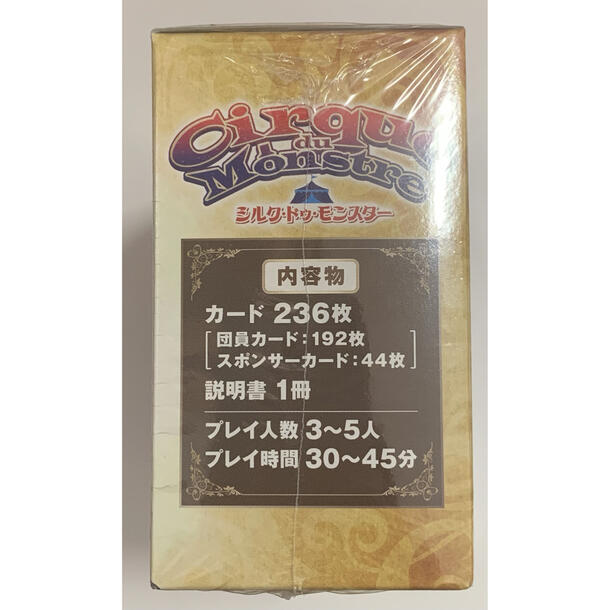 Cirque
du
Monstre
シルク・ドゥ・モンスター
内容物
カード 236枚
団員カード：192枚
スポンサーカード：44枚
説明書 1冊
プレイ人数 3〜5人
プレイ時間 30〜45分